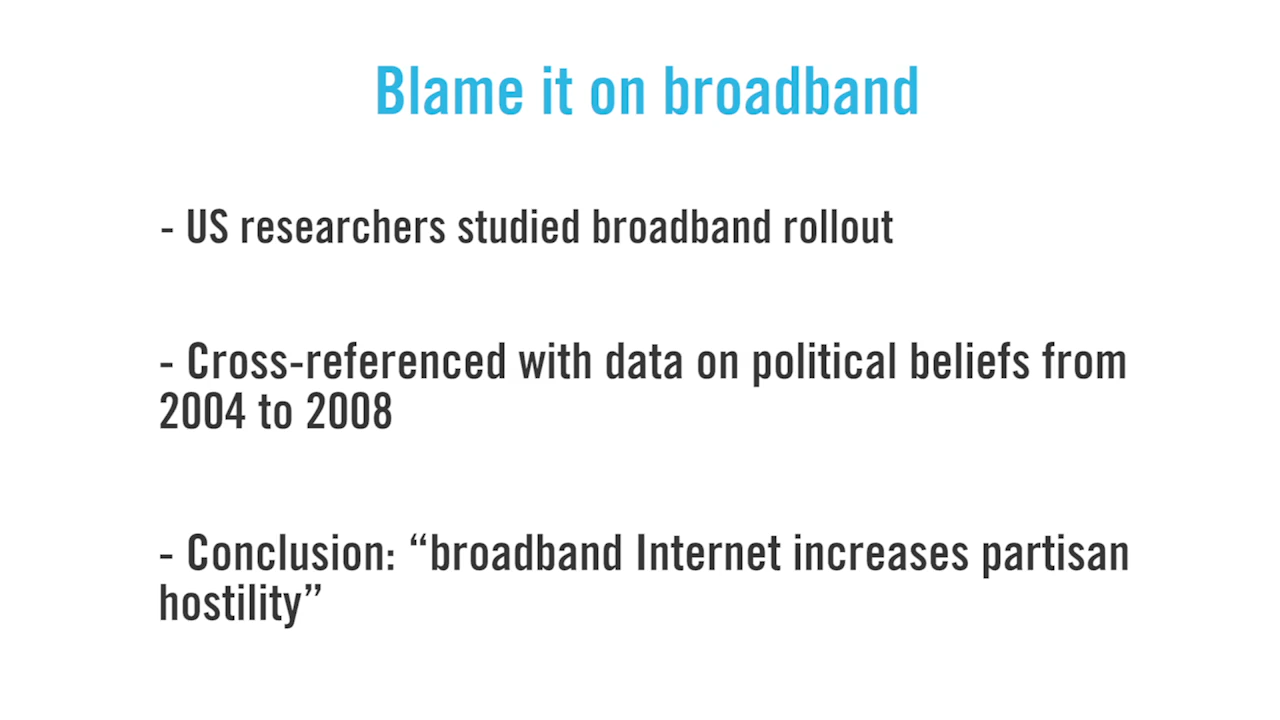 Blame it on broadband
- US researchers studied broadband rollout
- Cross-referenced with data on political beliefs from
2004 to 2008
- Conclusion: “broadband Internet increases partisan
hostility”